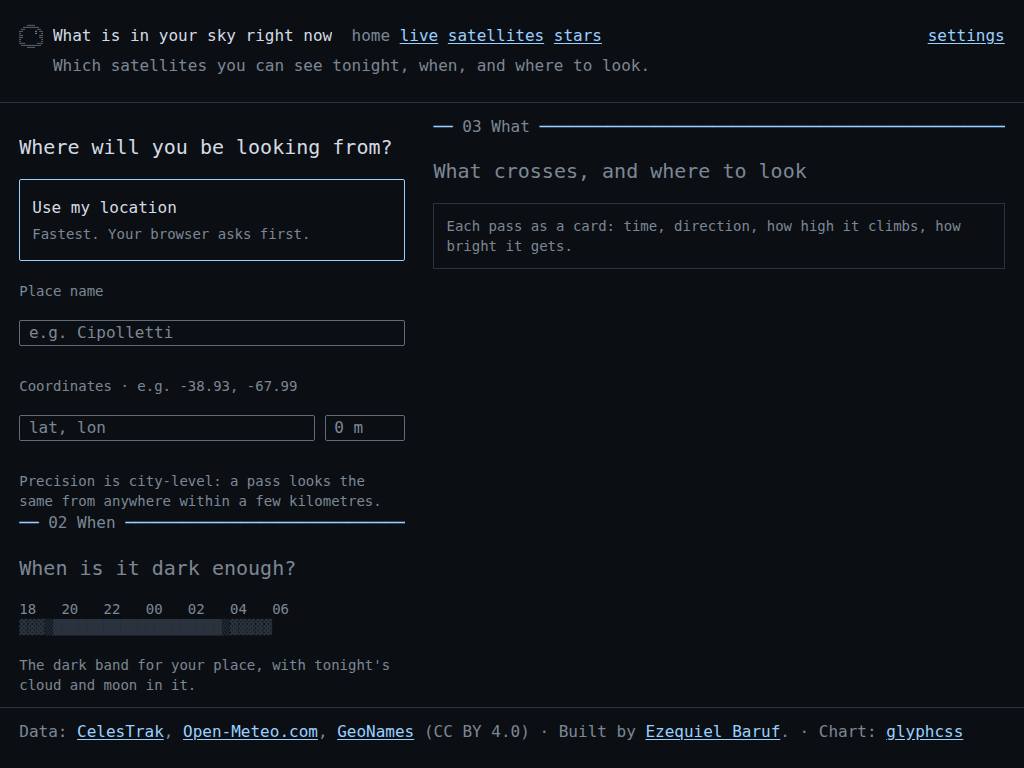 What is in your sky right now home live satellites stars settings
Which satellites you can see tonight, when, and where to look.
Where will you be looking from?
Use my location
Fastest. Your browser asks first.
Place name
e.g. Cipolletti
Coordinates · e.g. -38.93, -67.99
lat, lon 0 m
Precision is city-level: a pass looks the
same from anywhere within a few kilometres.
02 When
When is it dark enough?
18 20 22 00 02 04 06
The dark band for your place, with tonight's
cloud and moon in it.
03 What
What crosses, and where to look
Each pass as a card: time, direction, how high it climbs, how
bright it gets.
Data: CelesTrak, Open-Meteo.com, GeoNames (CC BY 4.0) · Built by Ezequiel Baruf. · Chart: glyphcss